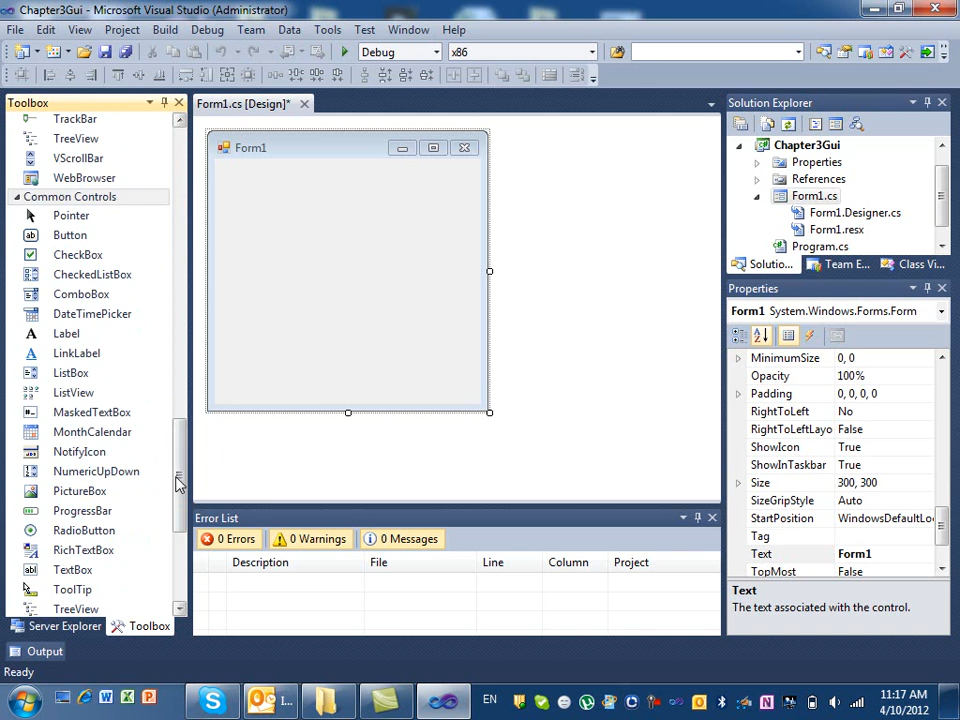 Chapter3Gui - Microsoft Visual Studio (Administrator)
File Edit View Project Build Debug Team Data Tools Test Window Help
Debug x86
Toolbox
TrackBar
TreeView
VScrollBar
WebBrowser
Common Controls
Pointer
Button
CheckBox
CheckedListBox
ComboBox
DateTimePicker
Label
LinkLabel
ListBox
ListView
MaskedTextBox
MonthCalendar
NotifyIcon
NumericUpDown
PictureBox
ProgressBar
RadioButton
RichTextBox
TextBox
ToolTip
TreeView
Server Explorer Toolbox
Form1.cs [Design]*
Form1
Error List
0 Errors 0 Warnings 0 Messages
Description File Line Column Project
Solution Explorer
Chapter3Gui
Properties
References
Form1.cs
Form1.Designer.cs
Form1.resx
Program.cs
Solutio... Team E... Class Vi...
Properties
Form1 System.Windows.Forms.Form
MinimumSize 0, 0
Opacity 100%
Padding 0, 0, 0, 0
RightToLeft No
RightToLeftLayo False
ShowIcon True
ShowInTaskbar True
Size 300, 300
SizeGripStyle Auto
StartPosition WindowsDefaultLo
Tag
Text Form1
TopMost False
Text
The text associated with the control.
Output
Ready
I... EN 11:17 AM
4/10/2012